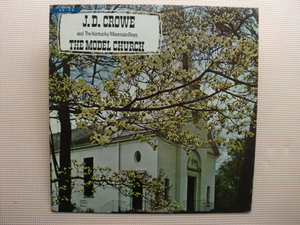 J. D. CROWE
and The Kentucky Mountain Boys
THE MODEL CHURCH